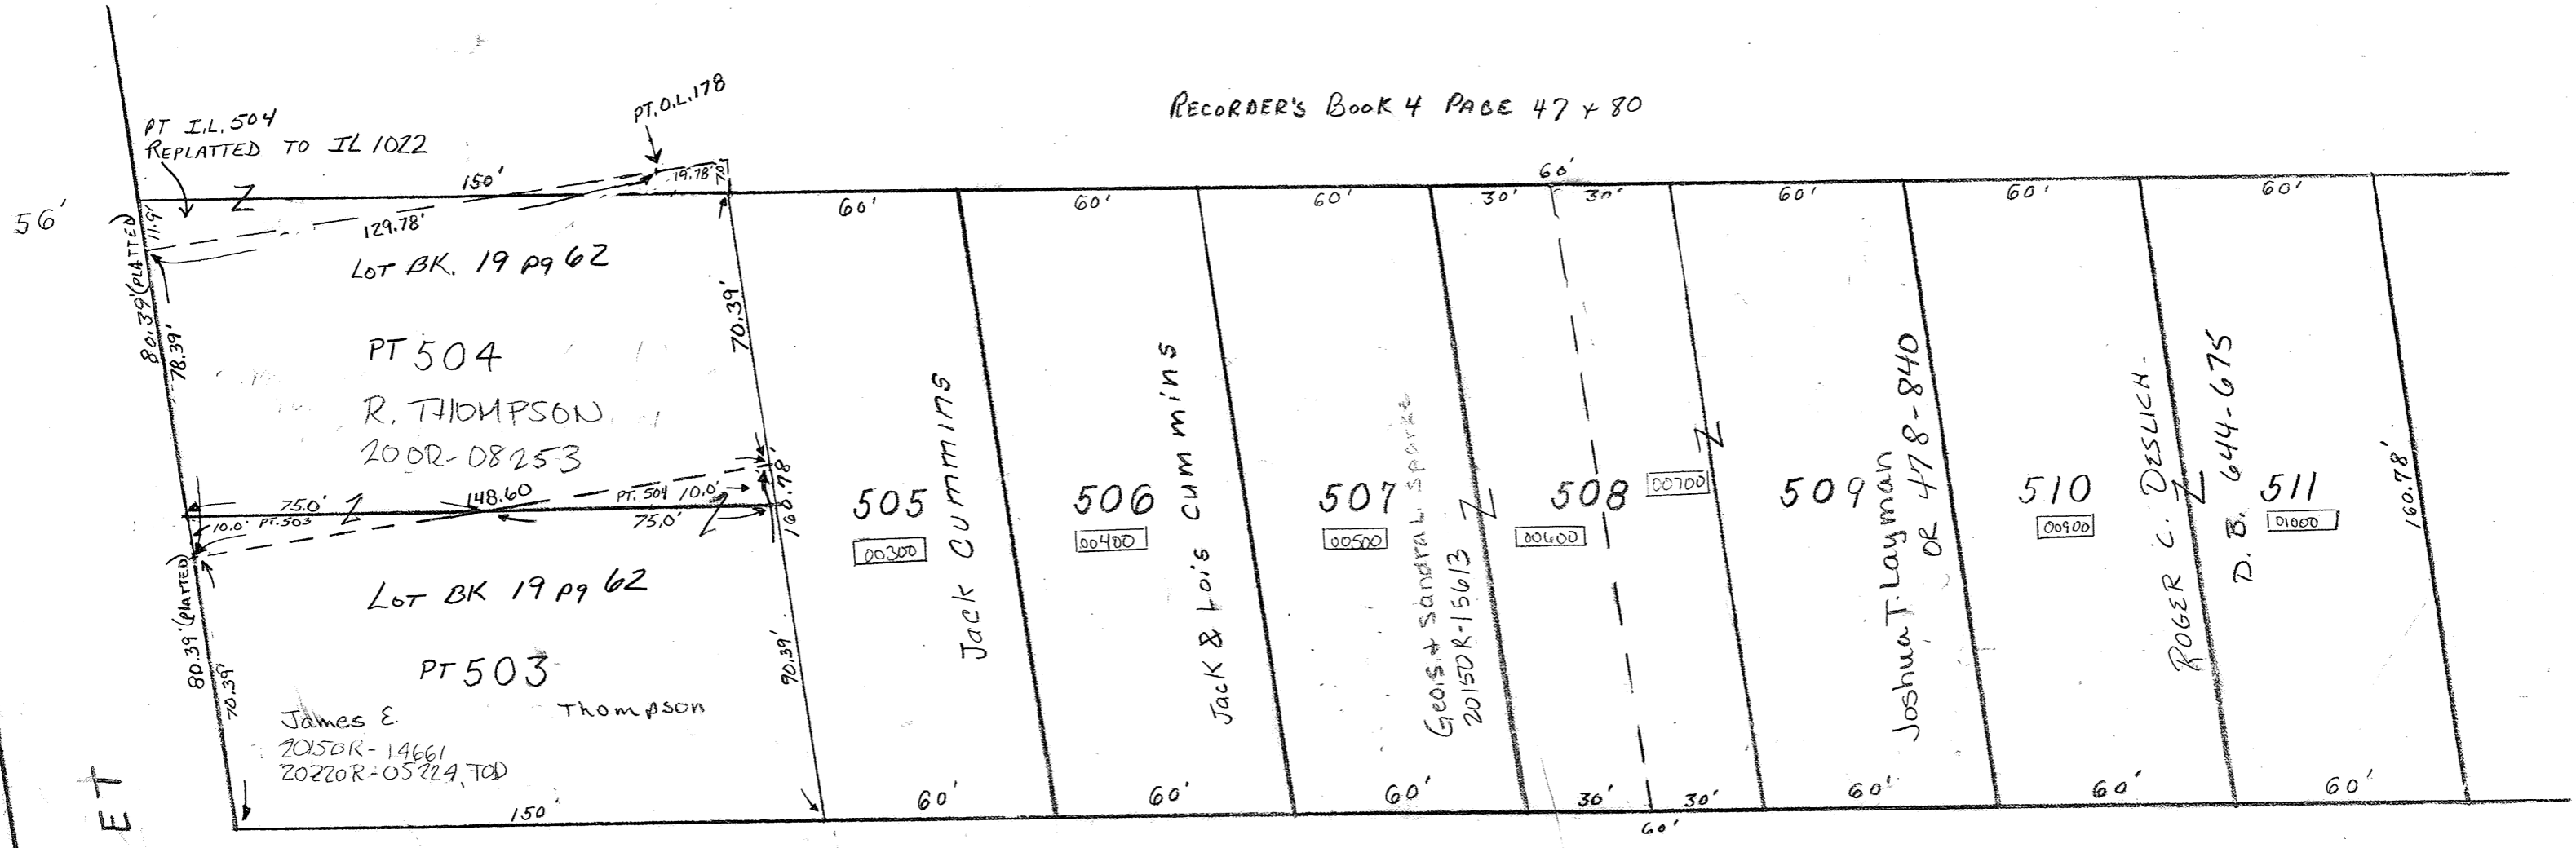 RECORDER'S BOOK 4 PAGE 47 + 80
PT I.L. 504
REPLATTED TO IL 1022
PT. O.L. 178
56'
150'
19.78'
70'
11.91
129.78'
80.39' (PLATTED)
78.39'
LOT BK. 19 pg 62
PT 504
R. THOMPSON
200R-08253
70.39'
160.78'
75.0'
148.60
PT. 504 10.0'
10.0' PT. 503
75.0'
80.39' (PLATTED)
70.39'
LOT BK 19 pg 62
PT 503
James E. Thompson
2015OR-14661
2022OR-05224, TOD
90.39'
150'
ET
60'
60'
60'
60'
30'
30'
60'
60'
60'
505
00300
Jack Cummins
506
00400
Jack & Lois Cummins
507
00500
2015OR-15613
508
00600
00700
509
Joshua T. Layman
OR 478-840
510
00900
ROGER C. DESLICH
D.B. 644-675
511
01000
160.78'
60'
60'
60'
30'
30'
60'
60'
60'
60'